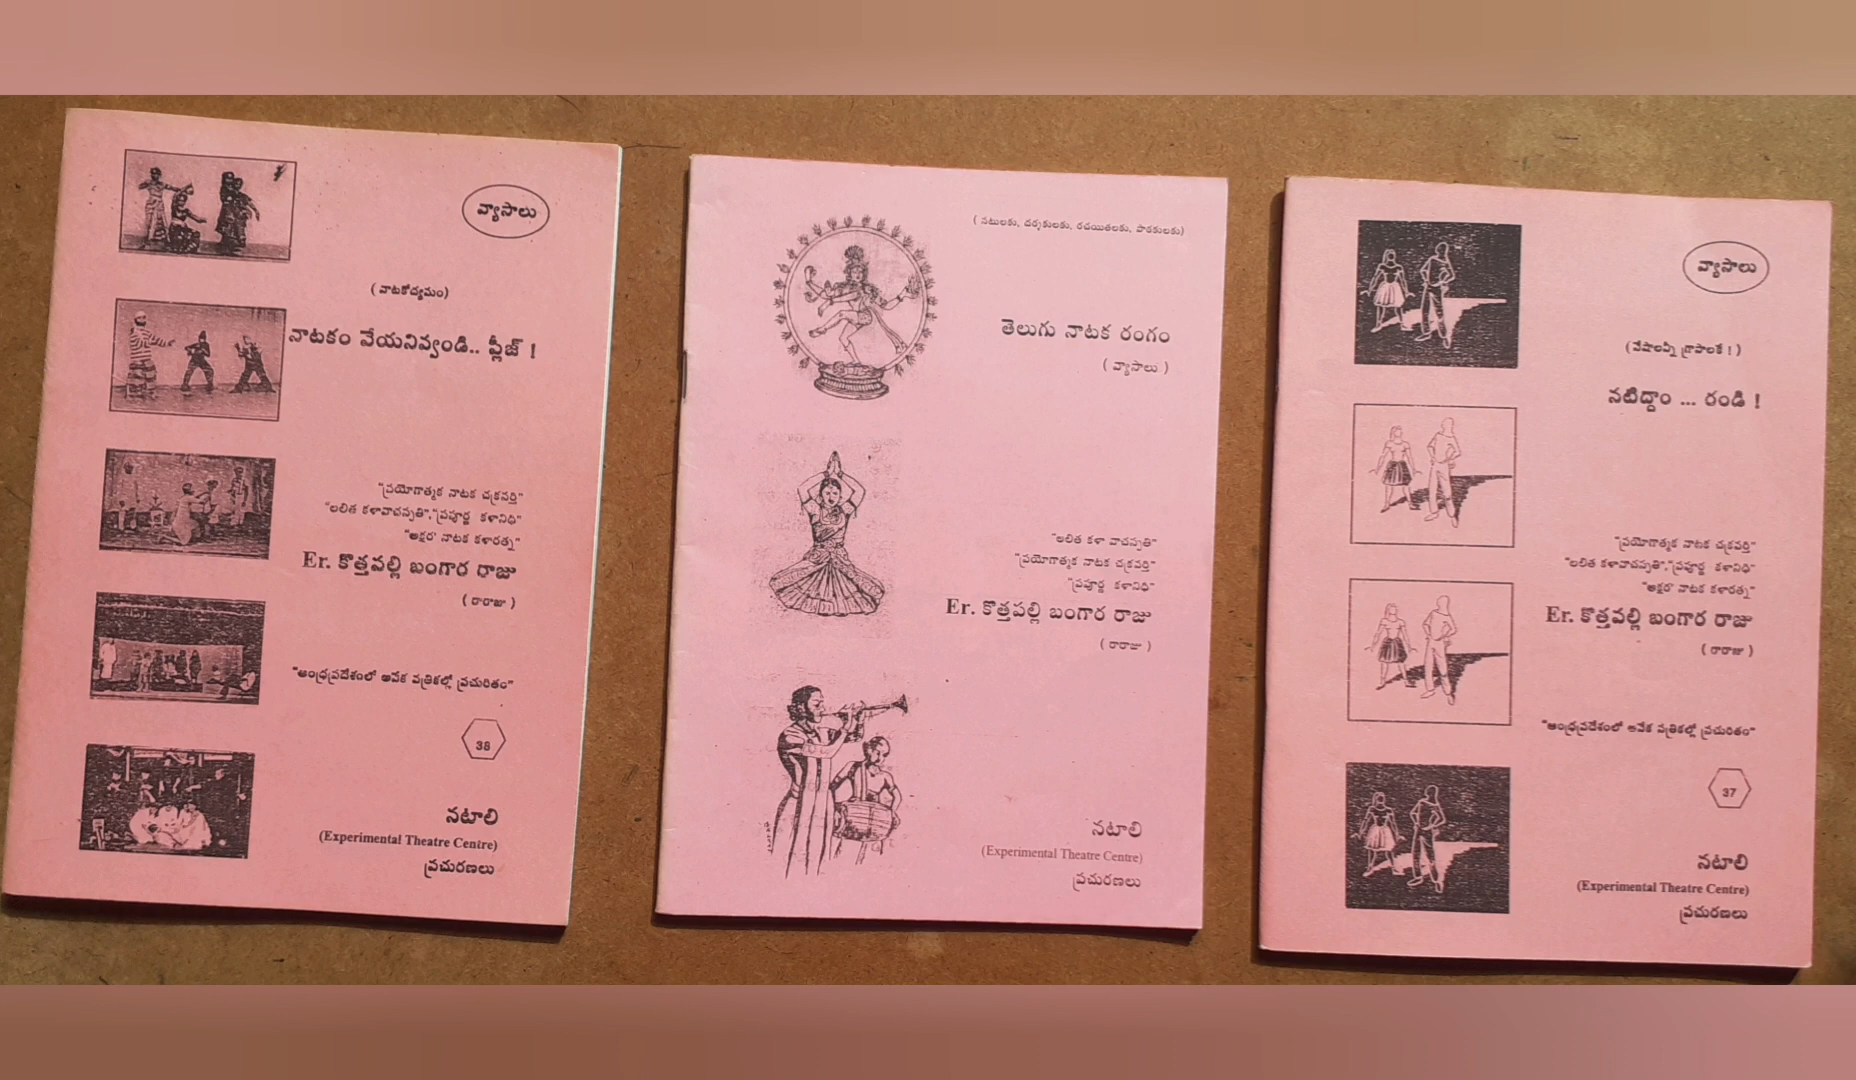 వ్యాసాలు
( నాటకోద్యమం)
నాటకం వేయనివ్వండి.. ప్లీజ్ !
"ప్రయోగాత్మక నాటక చక్రవర్తి"
"లలిత కళావాచస్పతి","ప్రపూర్ణ కళానిధి"
"అక్షర' నాటక కళారత్న"
Er. కొత్తపల్లి బంగార రాజు
( రారాజు )
"ఆంధ్రప్రదేశంలో అనేక పత్రికల్లో ప్రచురితం"
38
నటాలి
(Experimental Theatre Centre)
ప్రచురణలు
( నటులకు, దర్శకులకు, రచయితలకు, పాఠకులకు)
తెలుగు నాటక రంగం
( వ్యాసాలు )
"లలిత కళా వాచస్పతి"
"ప్రయోగాత్మక నాటక చక్రవర్తి"
"ప్రపూర్ణ కళానిధి"
Er. కొత్తపల్లి బంగార రాజు
( రారాజు )
నటాలి
(Experimental Theatre Centre)
ప్రచురణలు
వ్యాసాలు
( వేషాలన్నీ గ్రాసాలకే ! )
నటిద్దాం ... రండి !
"ప్రయోగాత్మక నాటక చక్రవర్తి"
"లలిత కళావాచస్పతి","ప్రపూర్ణ కళానిధి"
"అక్షర' నాటక కళారత్న"
Er. కొత్తపల్లి బంగార రాజు
( రారాజు )
"ఆంధ్రప్రదేశంలో అనేక పత్రికల్లో ప్రచురితం"
37
నటాలి
(Experimental Theatre Centre)
ప్రచురణలు